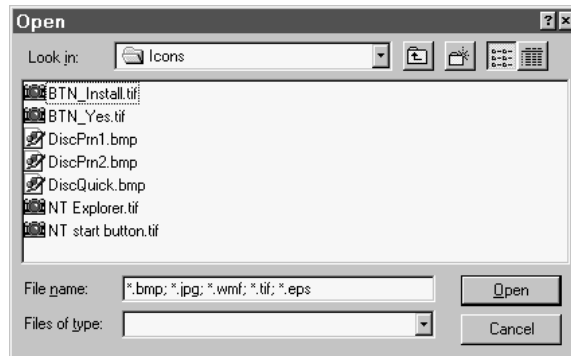 Open
Look in: Icons
BTN_Install.tif
BTN_Yes.tif
DiscPrn1.bmp
DiscPrn2.bmp
DiscQuick.bmp
NT Explorer.tif
NT start button.tif
File name: *.bmp; *.jpg; *.wmf; *.tif; *.eps Open
Files of type: Cancel